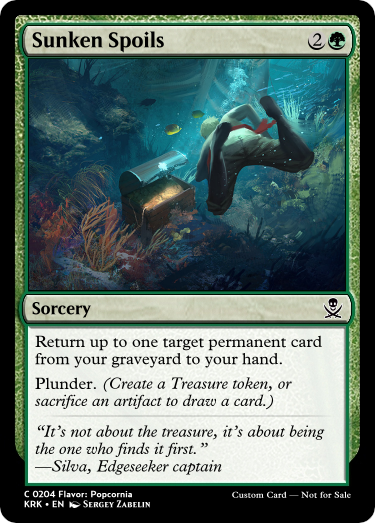 Sunken Spoils 2
Sorcery
Return up to one target permanent card
from your graveyard to your hand.
Plunder. (Create a Treasure token, or
sacrifice an artifact to draw a card.)
“It's not about the treasure, it's about being
the one who finds it first.”
—Silva, Edgeseeker captain
C 0204 Flavor: Popcornia
KRK • EN Sergey Zabelin
Custom Card — Not for Sale